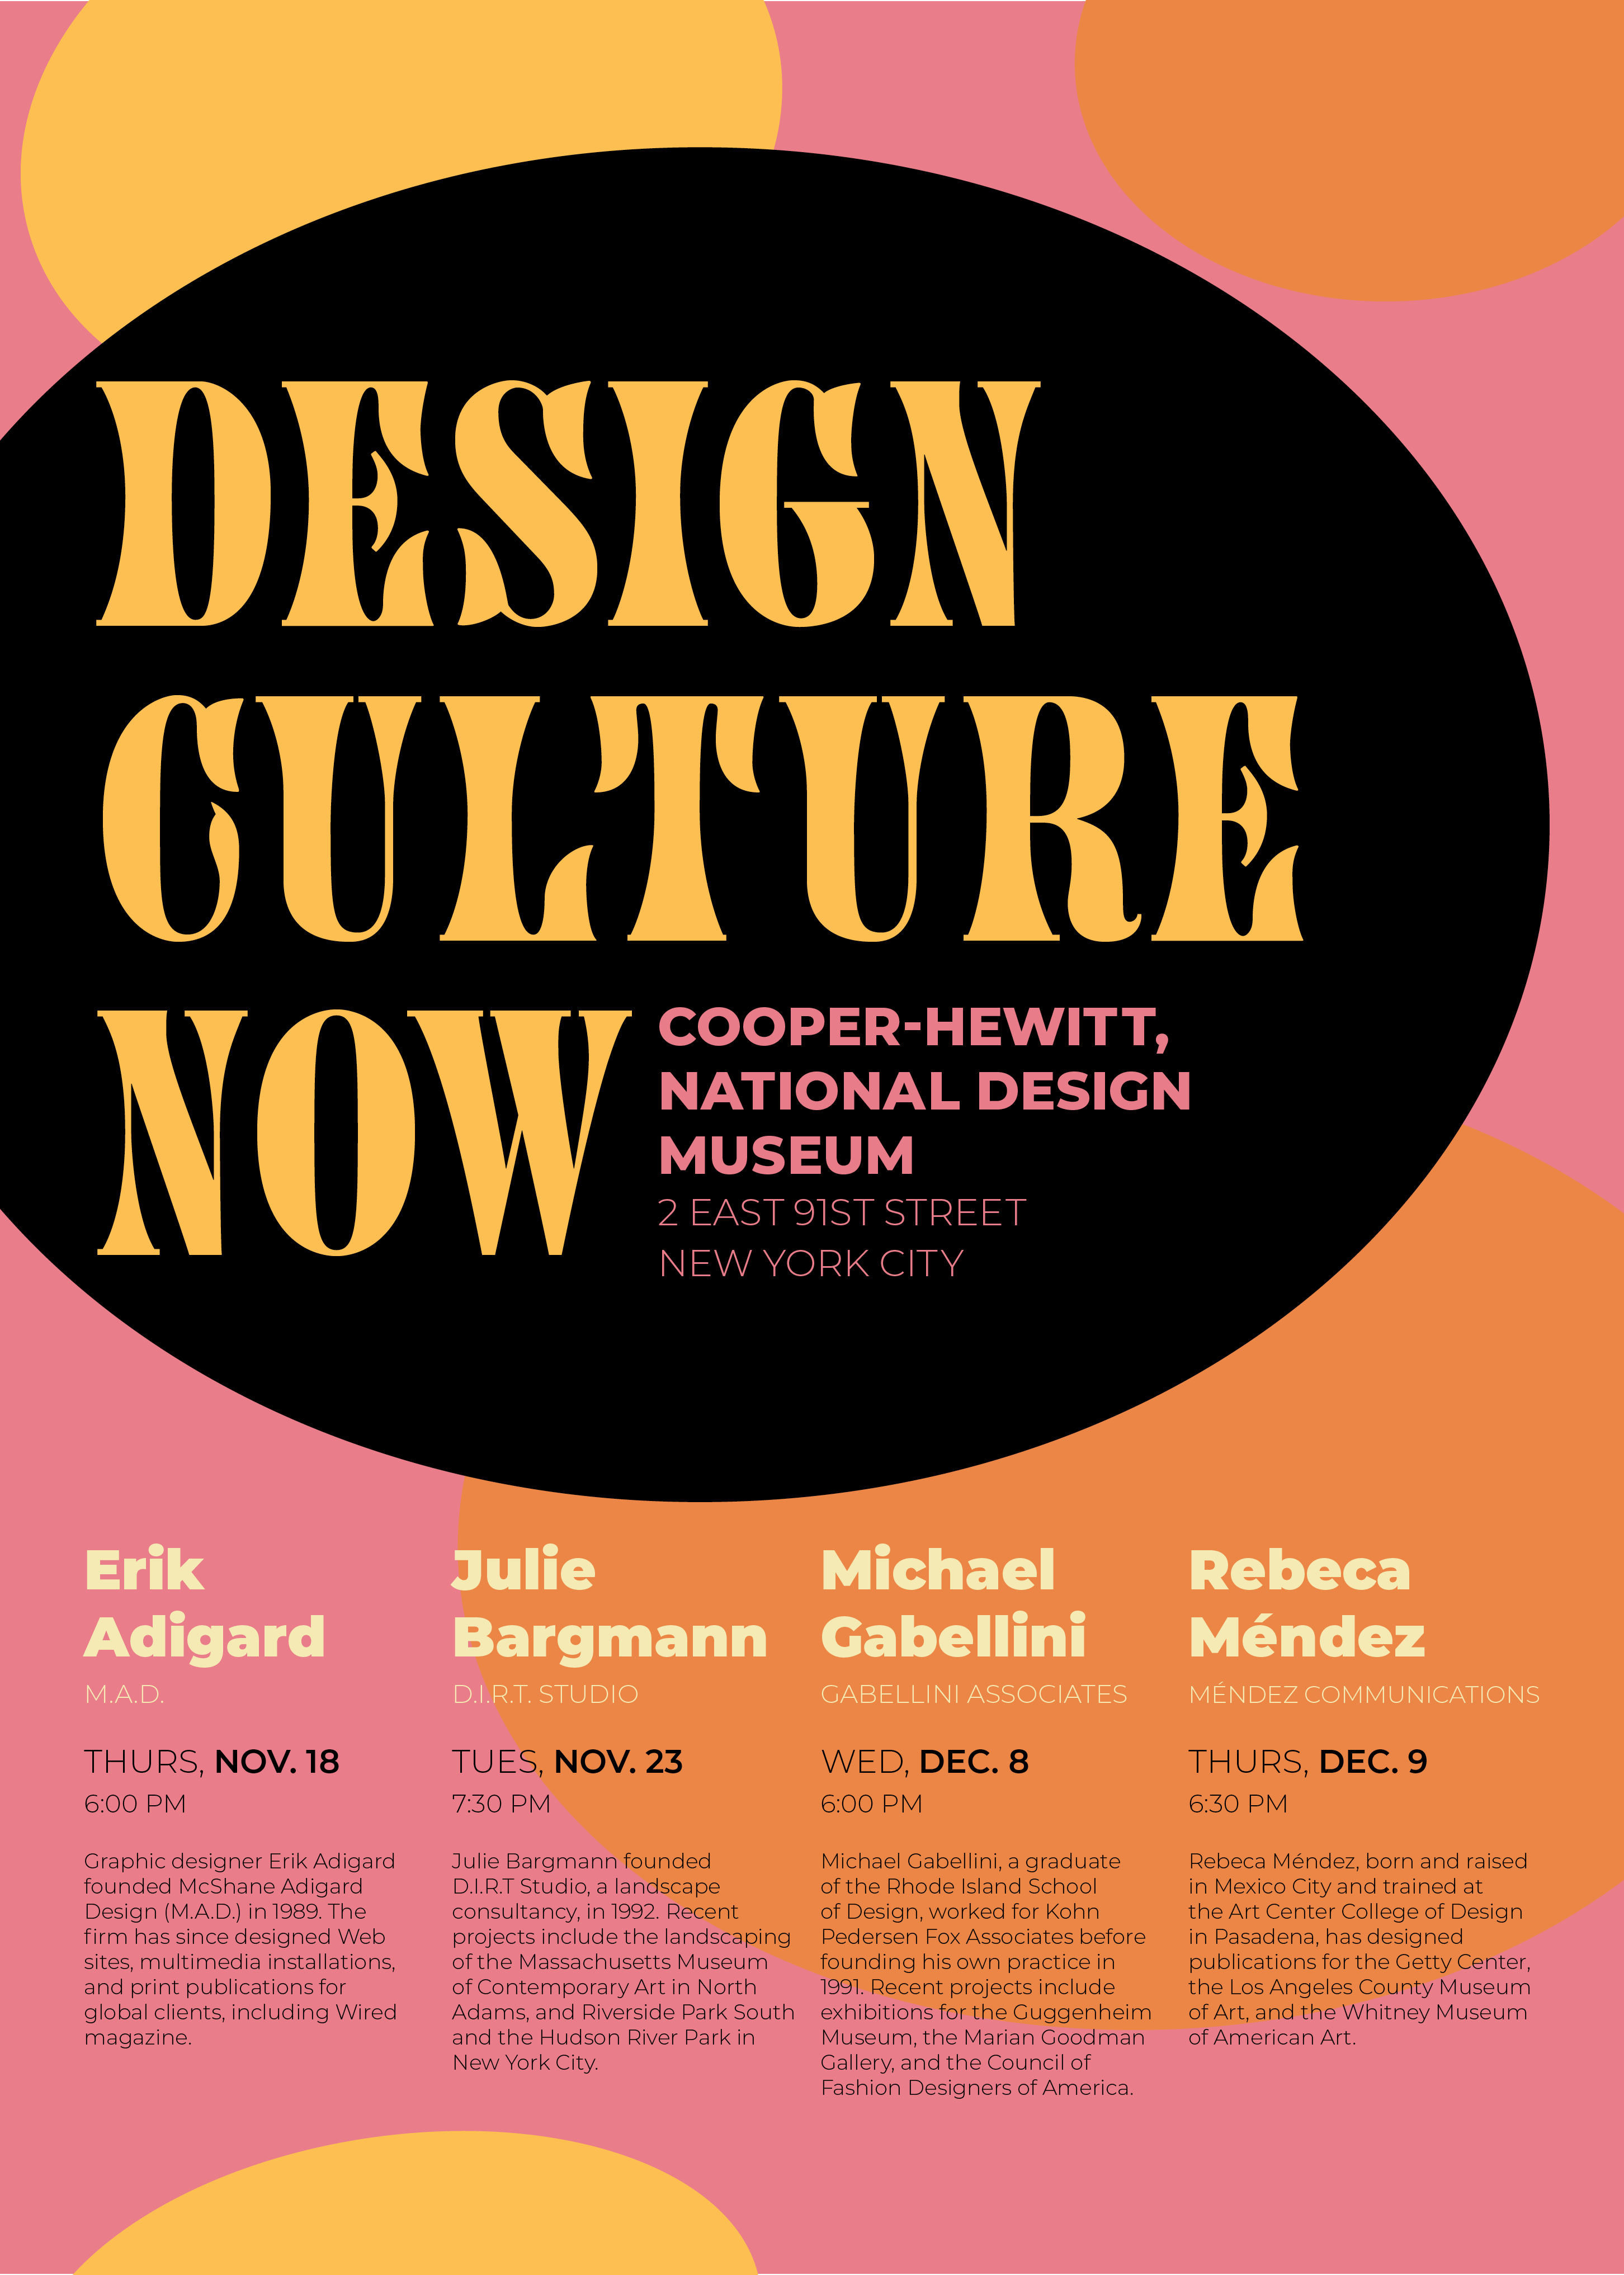 DESIGN
CULTURE
NOW
COOPER-HEWITT,
NATIONAL DESIGN
MUSEUM
2 EAST 91ST STREET
NEW YORK CITY
Erik
Adigard
M.A.D.
THURS, NOV. 18
6:00 PM
Graphic designer Erik Adigard
founded McShane Adigard
Design (M.A.D.) in 1989. The
firm has since designed Web
sites, multimedia installations,
and print publications for
global clients, including Wired
magazine.
Julie
Bargmann
D.I.R.T. STUDIO
TUES, NOV. 23
7:30 PM
Julie Bargmann founded
D.I.R.T Studio, a landscape
consultancy, in 1992. Recent
projects include the landscaping
of the Massachusetts Museum
of Contemporary Art in North
Adams, and Riverside Park South
and the Hudson River Park in
New York City.
Michael
Gabellini
GABELLINI ASSOCIATES
WED, DEC. 8
6:00 PM
Michael Gabellini, a graduate
of the Rhode Island School
of Design, worked for Kohn
Pedersen Fox Associates before
founding his own practice in
1991. Recent projects include
exhibitions for the Guggenheim
Museum, the Marian Goodman
Gallery, and the Council of
Fashion Designers of America.
Rebeca
Méndez
MÉNDEZ COMMUNICATIONS
THURS, DEC. 9
6:30 PM
Rebeca Méndez, born and raised
in Mexico City and trained at
the Art Center College of Design
in Pasadena, has designed
publications for the Getty Center,
the Los Angeles County Museum
of Art, and the Whitney Museum
of American Art.